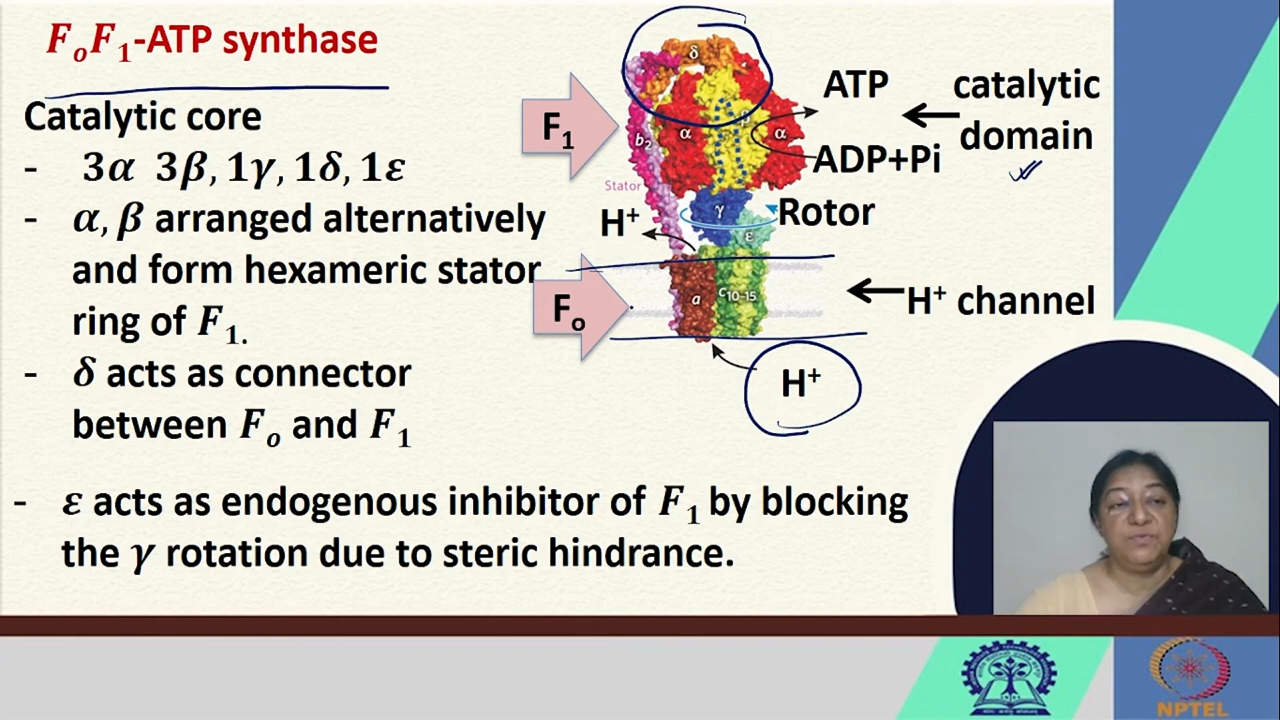 FₒF₁-ATP synthase
Catalytic core
- 3α 3β, 1γ, 1δ, 1ε
- α, β arranged alternatively
and form hexameric stator
ring of F₁.
- δ acts as connector
between Fₒ and F₁
- ε acts as endogenous inhibitor of F₁ by blocking
the γ rotation due to steric hindrance.
F₁
Fₒ
δ
b₂
α
β
α
Stator
H⁺
γ
ε
Rotor
a
c₁₀₋₁₅
H⁺
ATP
ADP+Pi
catalytic
domain
H⁺ channel
NPTEL